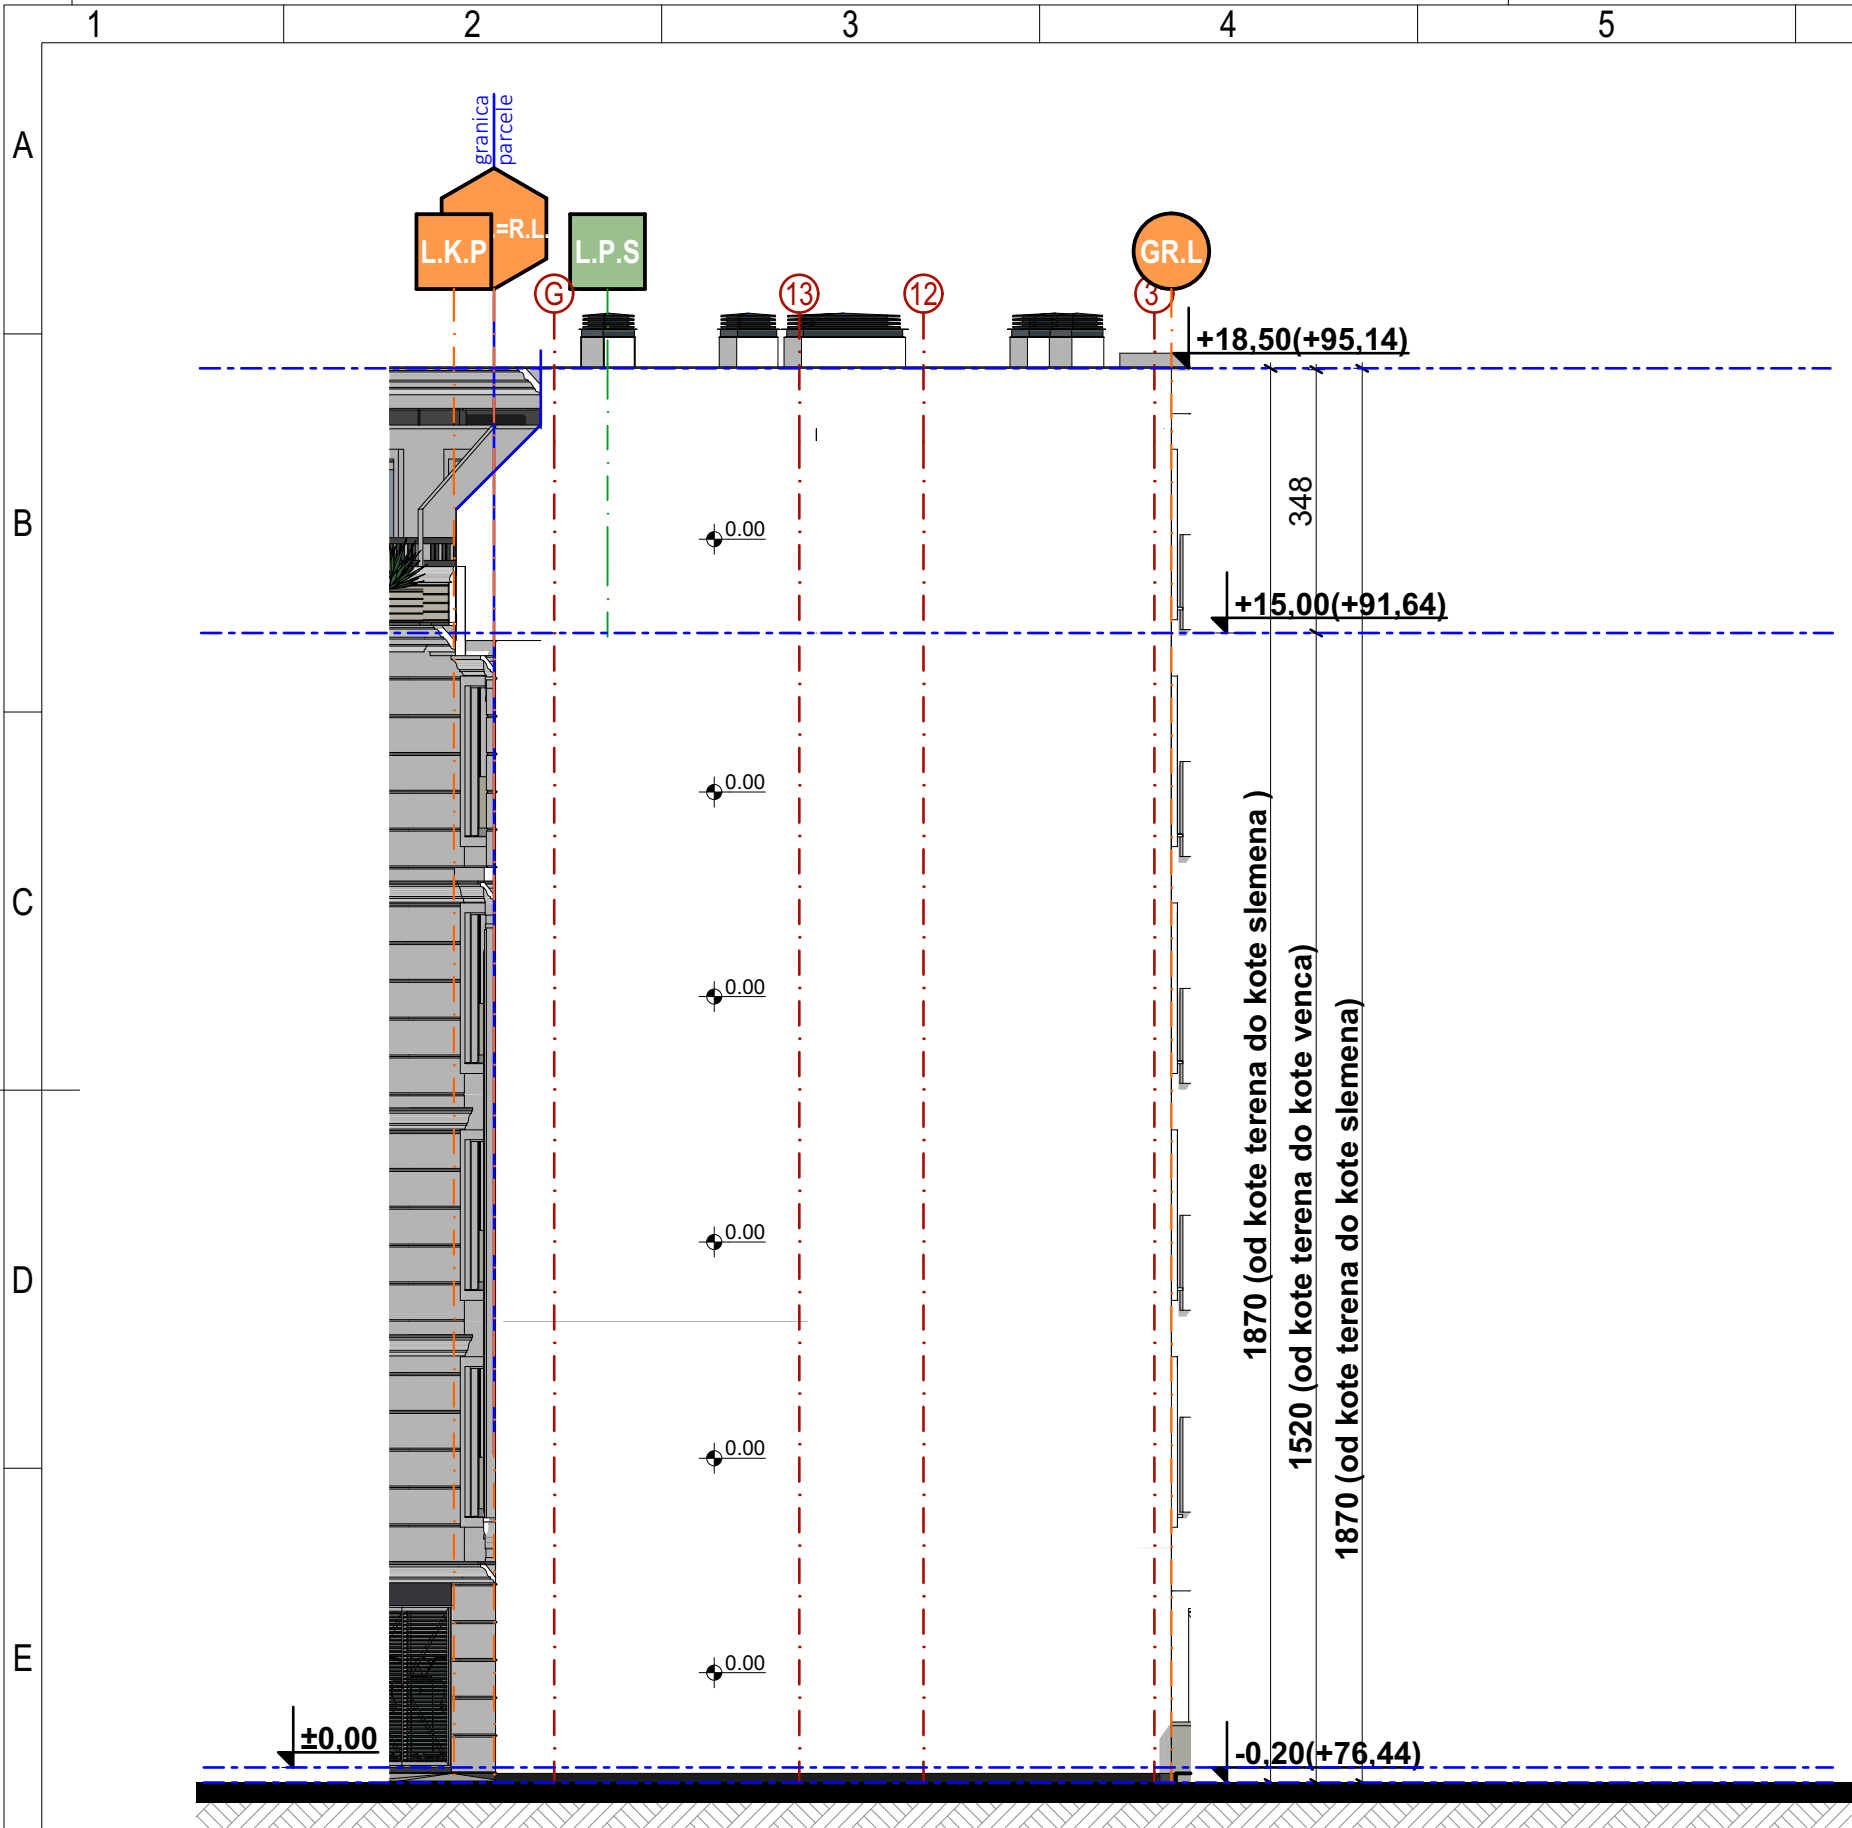 1 2 3 4 5
A
granica
parcele
L.K.P
=R.L.
L.P.S
GR.L
G
13
12
3
+18,50(+95,14)
B
348
0.00
+15,00(+91,64)
0.00
C
0.00
1870 (od kote terena do kote slemena )
1520 (od kote terena do kote venca)
1870 (od kote terena do kote slemena)
0.00
D
0.00
E
0.00
±0,00
-0,20(+76,44)